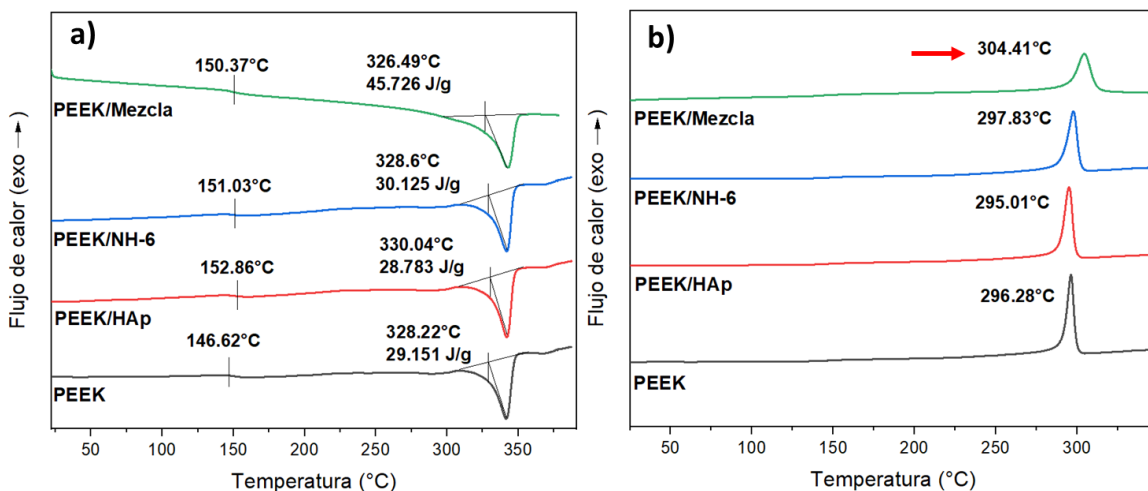 a)
150.37°C
326.49°C
45.726 J/g
PEEK/Mezcla
151.03°C
328.6°C
30.125 J/g
PEEK/NH-6
152.86°C
330.04°C
28.783 J/g
PEEK/HAp
146.62°C
328.22°C
29.151 J/g
PEEK
Flujo de calor (exo →)
50 100 150 200 250 300 350
Temperatura (°C)
b)
304.41°C
PEEK/Mezcla
297.83°C
PEEK/NH-6
295.01°C
PEEK/HAp
296.28°C
PEEK
Flujo de calor (exo →)
50 100 150 200 250 300
Temperatura (°C)